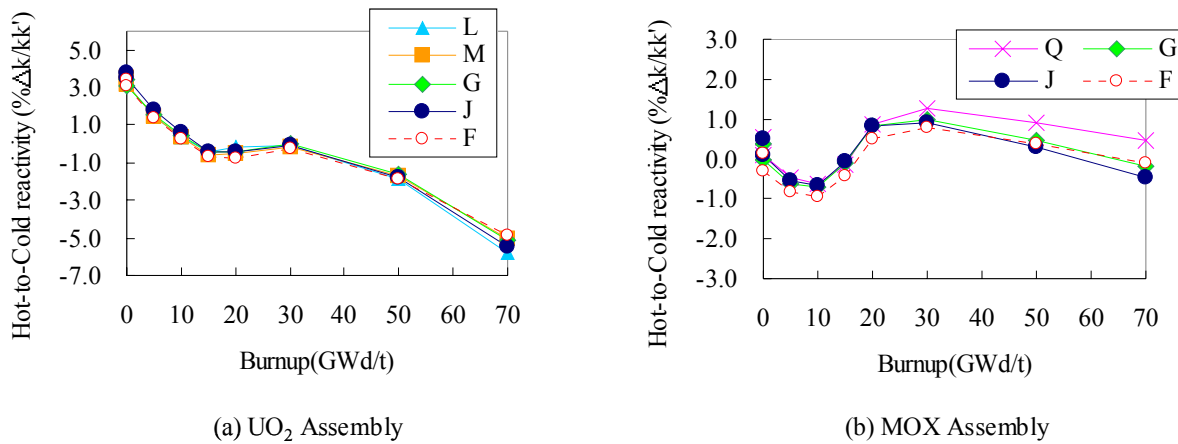 Hot-to-Cold reactivity (%Δk/kk')
5.0
3.0
1.0
-1.0
-3.0
-5.0
-7.0
0 10 20 30 40 50 60 70
Burnup(GWd/t)
L
M
G
J
F
(a) UO₂ Assembly
Hot-to-Cold reactivity (%Δk/kk')
3.0
2.0
1.0
0.0
-1.0
-2.0
-3.0
0 10 20 30 40 50 60 70
Burnup(GWd/t)
Q G
J F
(b) MOX Assembly